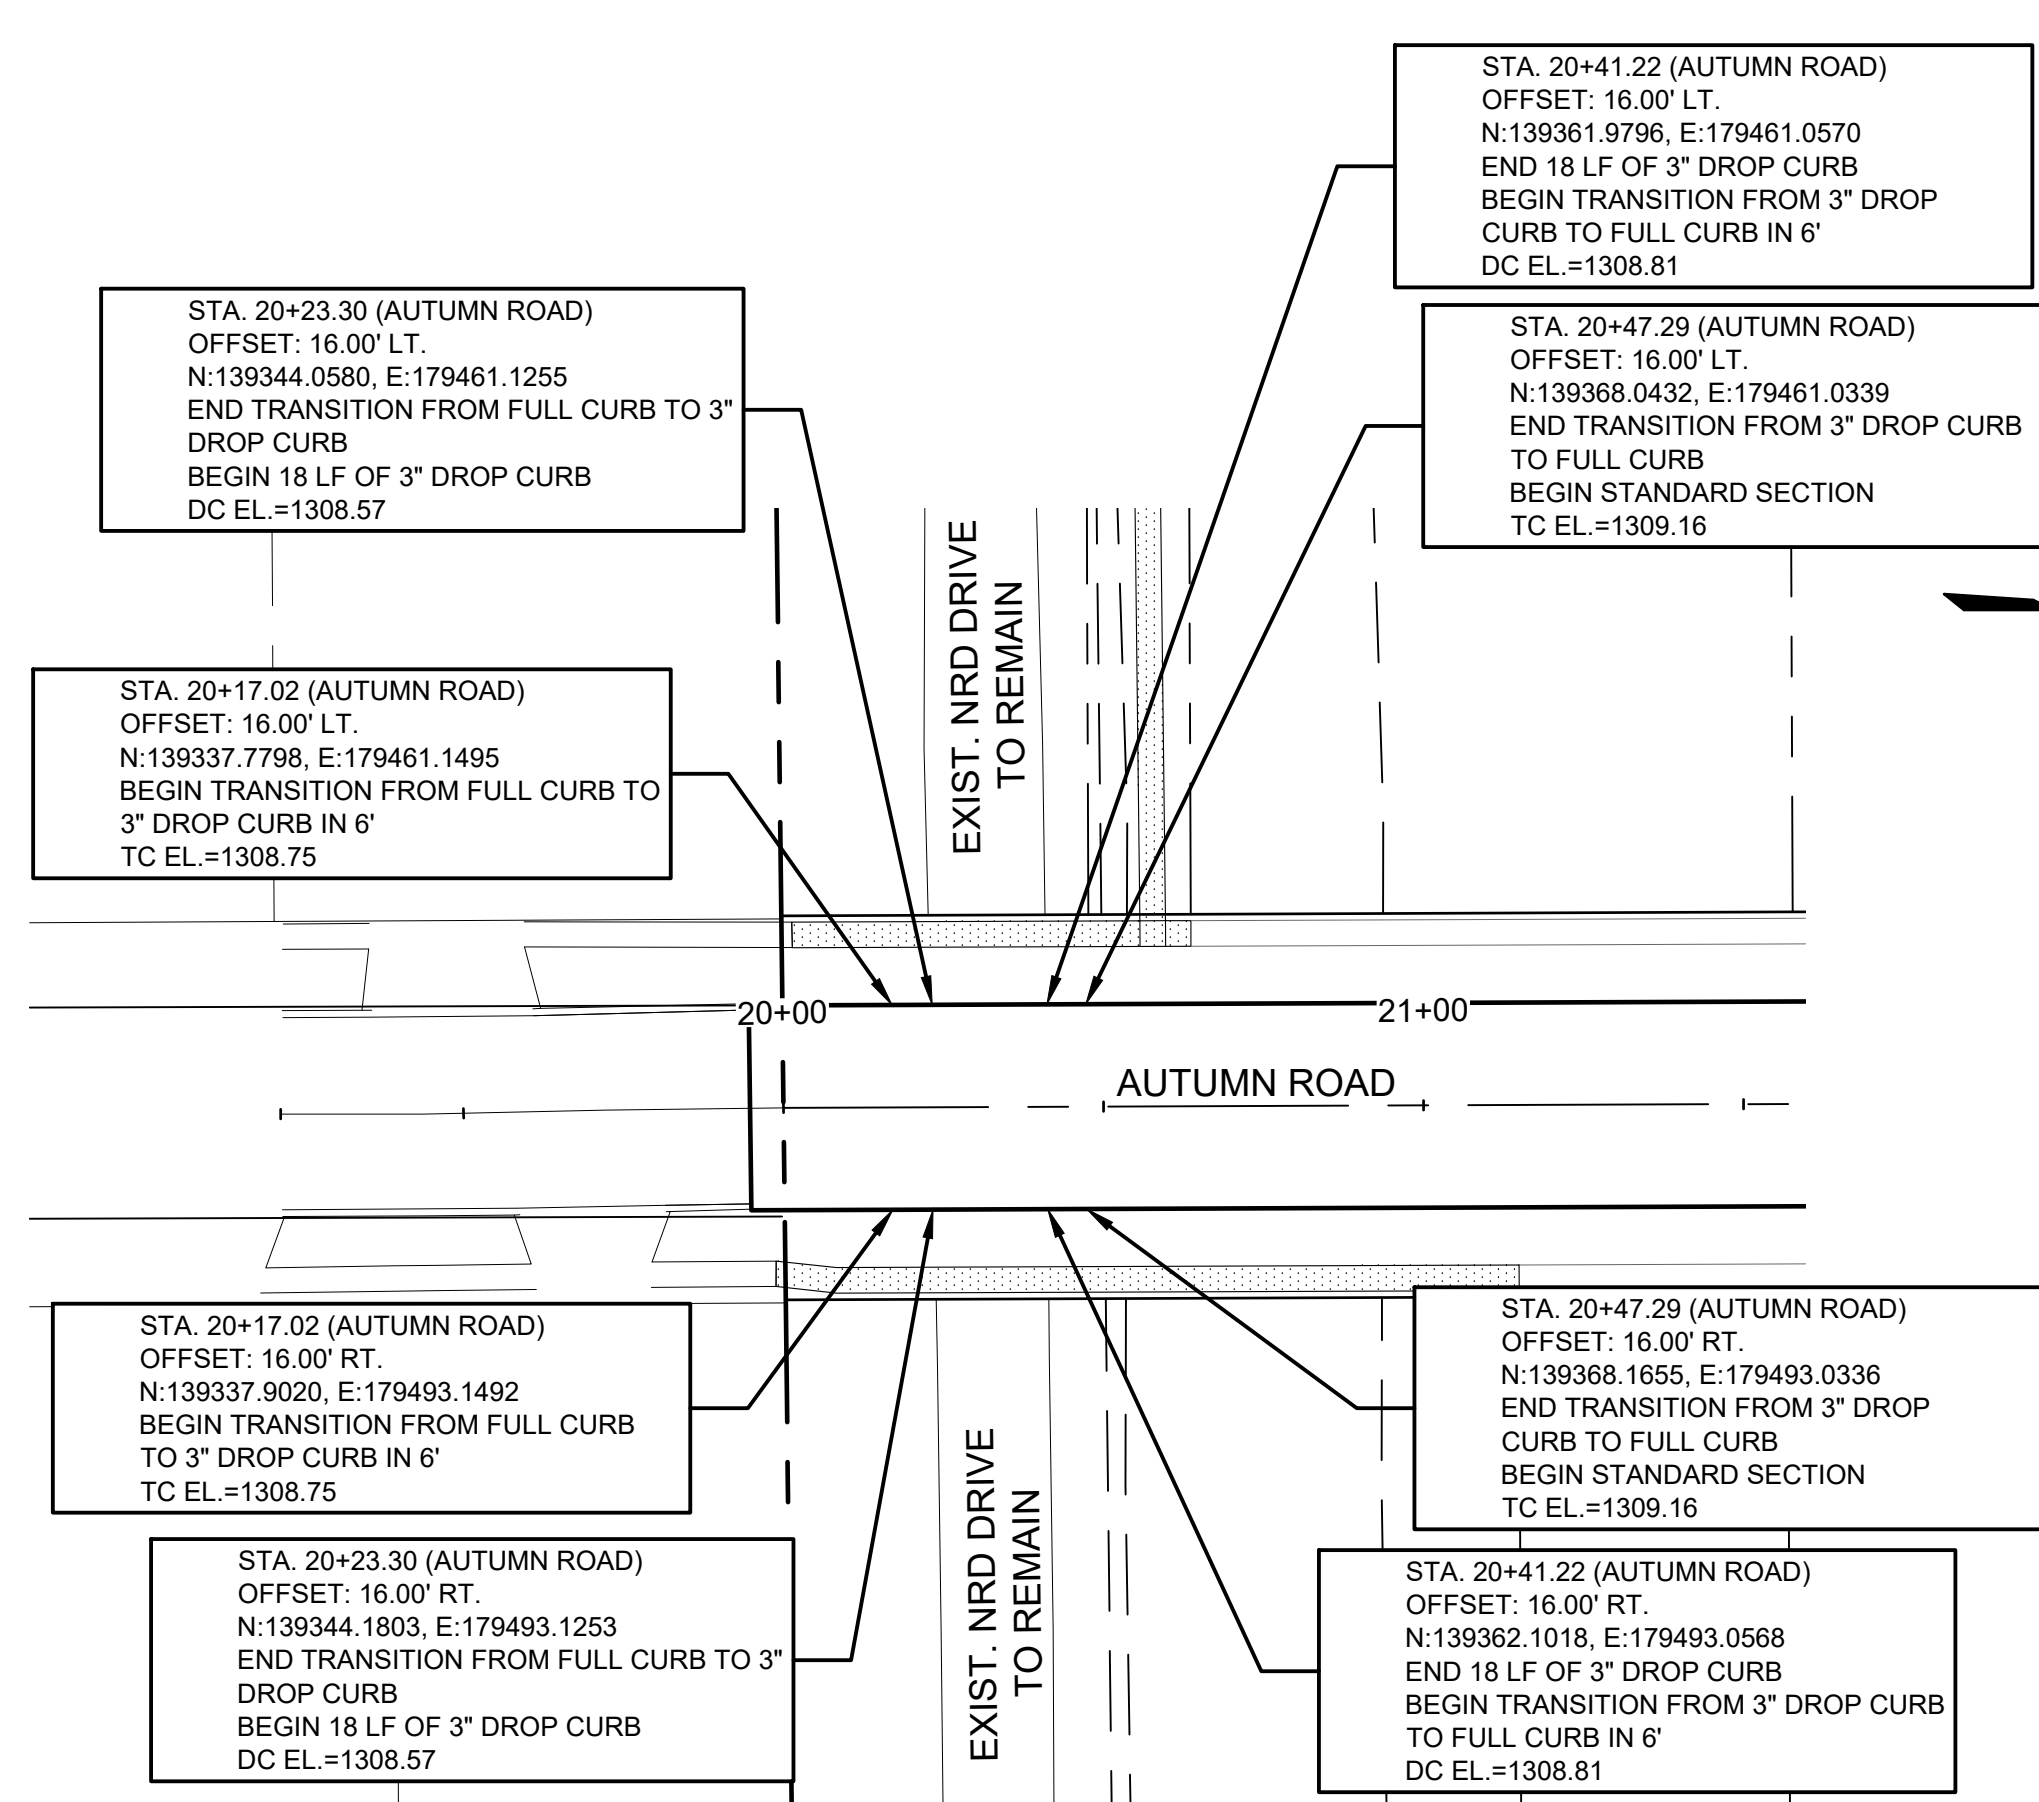 STA. 20+41.22 (AUTUMN ROAD)
OFFSET: 16.00' LT.
N:139361.9796, E:179461.0570
END 18 LF OF 3" DROP CURB
BEGIN TRANSITION FROM 3" DROP
CURB TO FULL CURB IN 6'
DC EL.=1308.81
STA. 20+23.30 (AUTUMN ROAD)
OFFSET: 16.00' LT.
N:139344.0580, E:179461.1255
END TRANSITION FROM FULL CURB TO 3"
DROP CURB
BEGIN 18 LF OF 3" DROP CURB
DC EL.=1308.57
STA. 20+47.29 (AUTUMN ROAD)
OFFSET: 16.00' LT.
N:139368.0432, E:179461.0339
END TRANSITION FROM 3" DROP CURB
TO FULL CURB
BEGIN STANDARD SECTION
TC EL.=1309.16
EXIST. NRD DRIVE
TO REMAIN
STA. 20+17.02 (AUTUMN ROAD)
OFFSET: 16.00' LT.
N:139337.7798, E:179461.1495
BEGIN TRANSITION FROM FULL CURB TO
3" DROP CURB IN 6'
TC EL.=1308.75
20+00
21+00
AUTUMN ROAD
STA. 20+17.02 (AUTUMN ROAD)
OFFSET: 16.00' RT.
N:139337.9020, E:179493.1492
BEGIN TRANSITION FROM FULL CURB
TO 3" DROP CURB IN 6'
TC EL.=1308.75
STA. 20+47.29 (AUTUMN ROAD)
OFFSET: 16.00' RT.
N:139368.1655, E:179493.0336
END TRANSITION FROM 3" DROP
CURB TO FULL CURB
BEGIN STANDARD SECTION
TC EL.=1309.16
EXIST. NRD DRIVE
TO REMAIN
STA. 20+23.30 (AUTUMN ROAD)
OFFSET: 16.00' RT.
N:139344.1803, E:179493.1253
END TRANSITION FROM FULL CURB TO 3"
DROP CURB
BEGIN 18 LF OF 3" DROP CURB
DC EL.=1308.57
STA. 20+41.22 (AUTUMN ROAD)
OFFSET: 16.00' RT.
N:139362.1018, E:179493.0568
END 18 LF OF 3" DROP CURB
BEGIN TRANSITION FROM 3" DROP CURB
TO FULL CURB IN 6'
DC EL.=1308.81